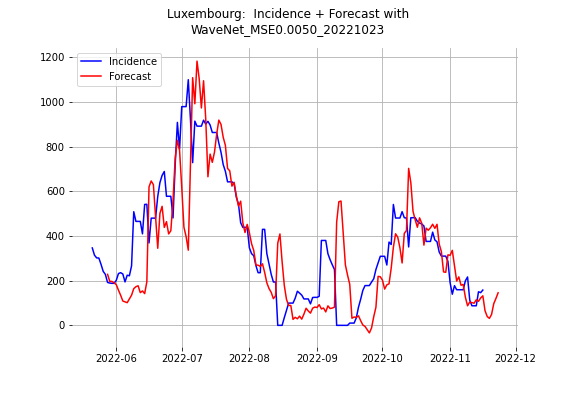 Luxembourg:  Incidence + Forecast with
WaveNet_MSE0.0050_20221023
Incidence
Forecast
1200
1000
800
600
400
200
0
2022-06 2022-07 2022-08 2022-09 2022-10 2022-11 2022-12